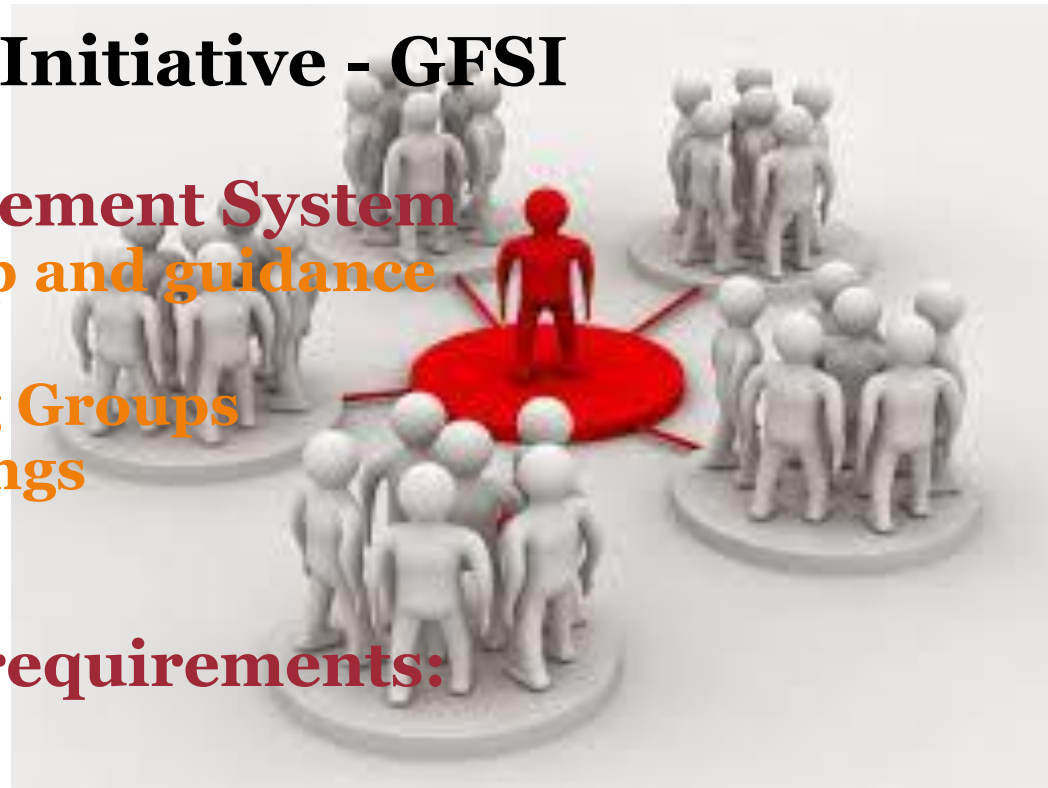 Initiative - GFSI
ement System
and guidance
Groups
ngs
requirements: